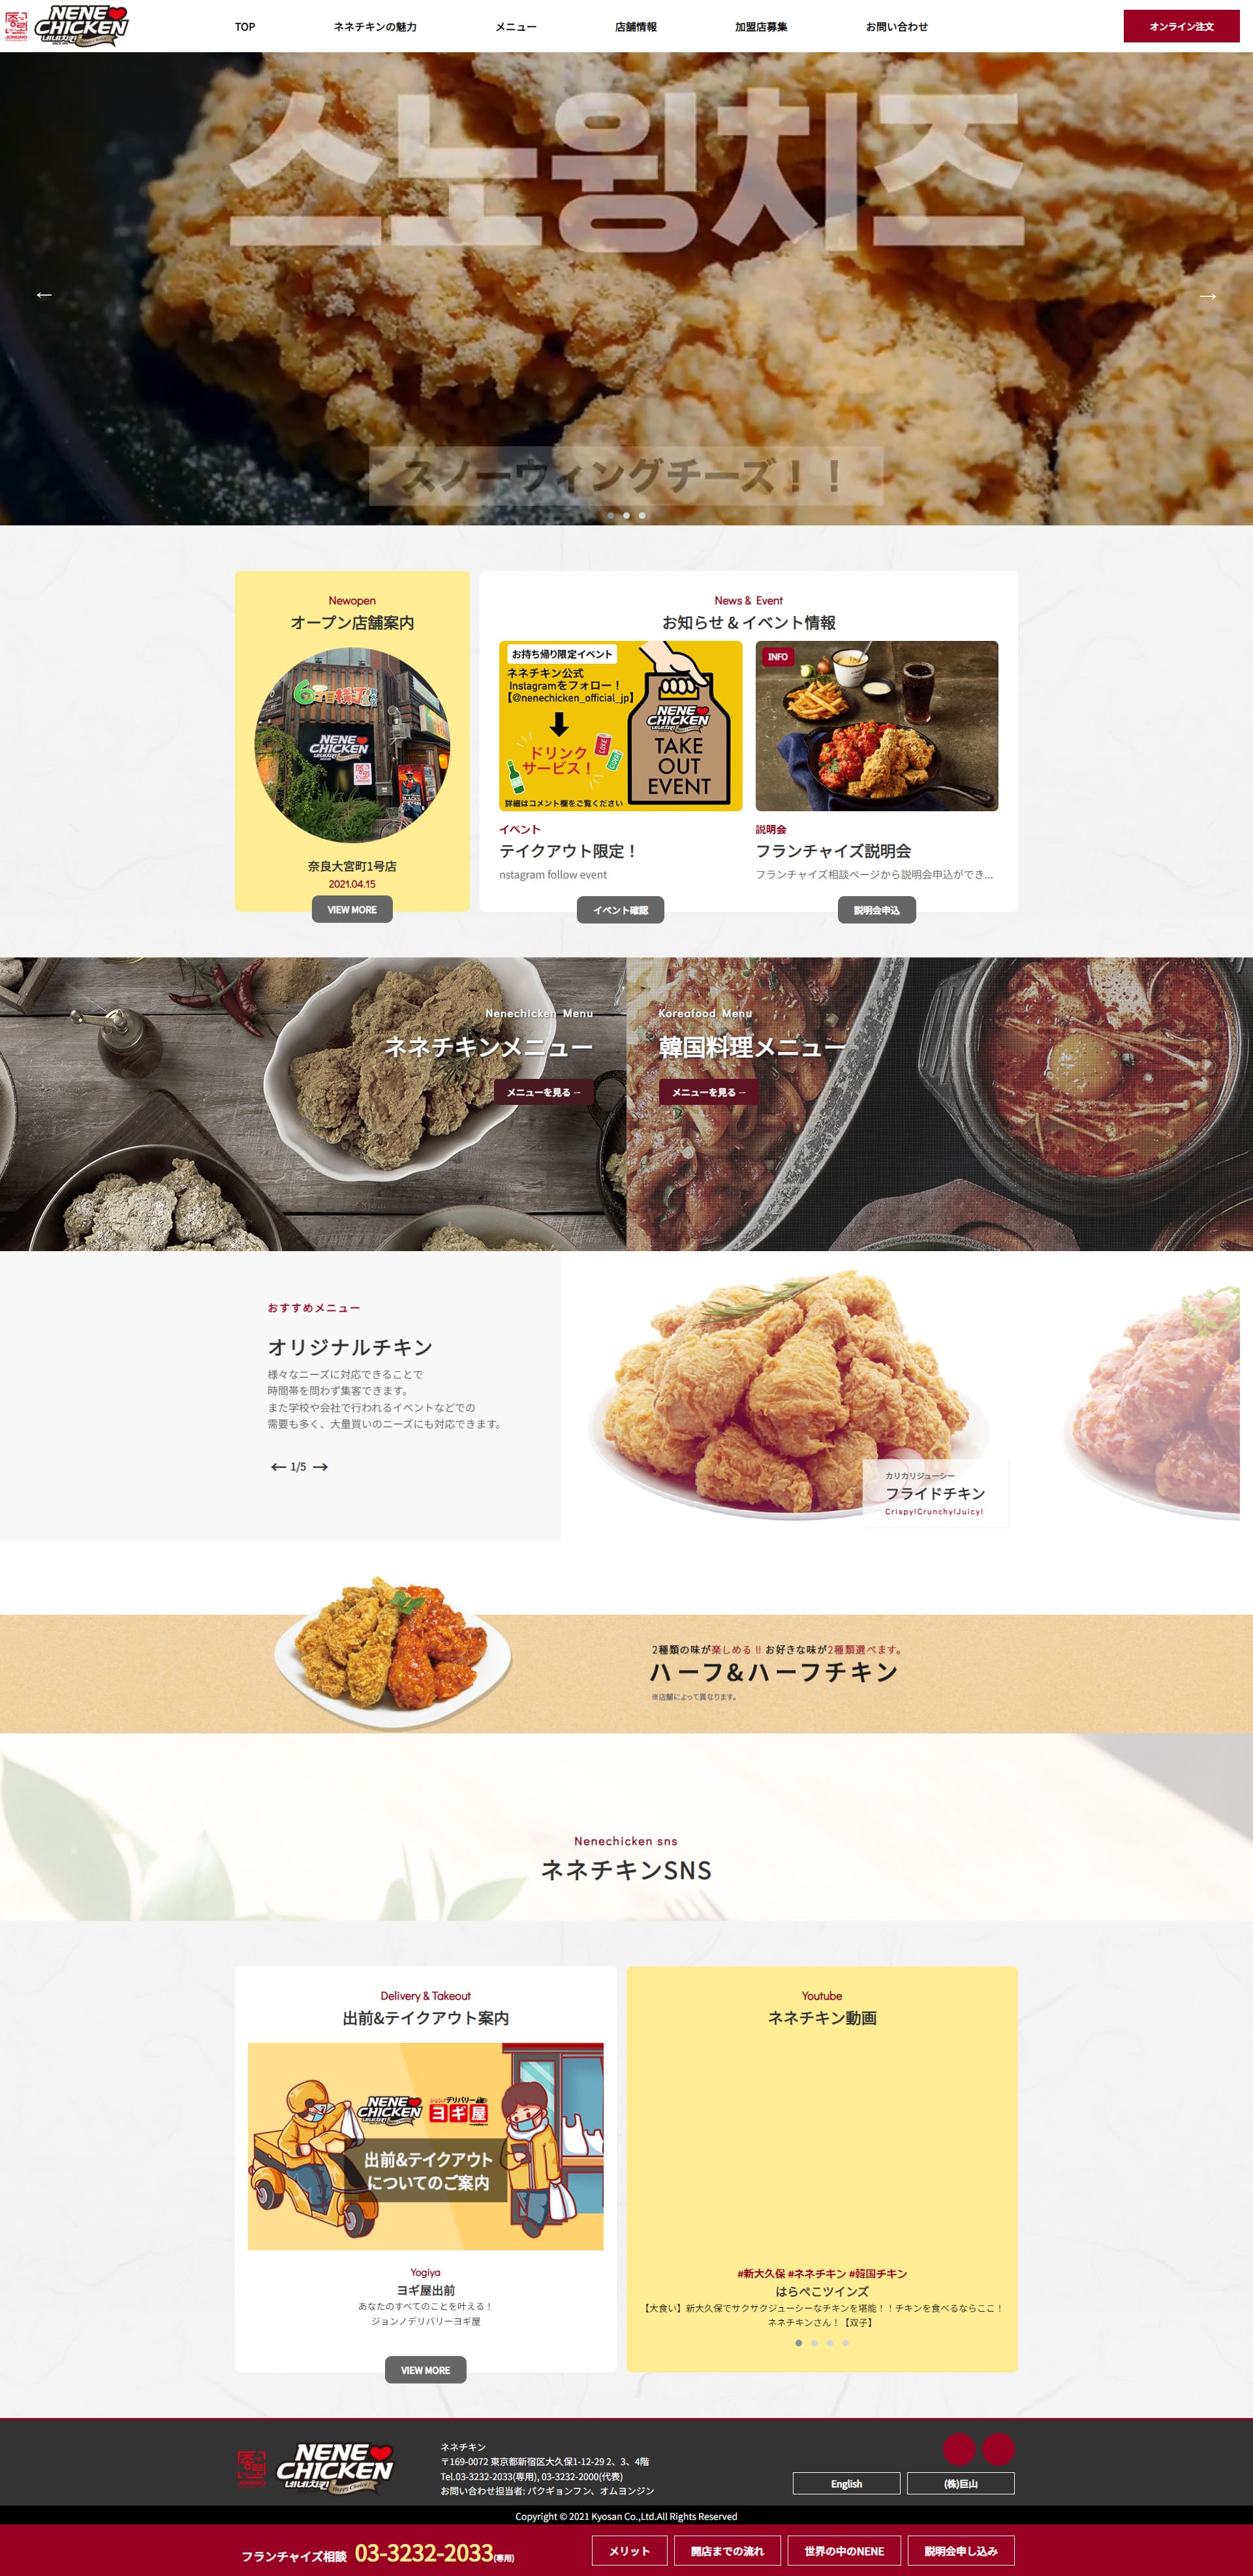 NENE CHICKEN
네네치킨
Happy Choice!
TOP
ネネチキンの魅力
メニュー
店舗情報
加盟店募集
お問い合わせ
オンライン注文
스노윙치즈
←
→
スノーウィングチーズ！！
Newopen
オープン店舗案内
NENE CHICKEN
奈良大宮町1号店
2021.04.15
VIEW MORE
News & Event
お知らせ＆イベント情報
お持ち帰り限定イベント
ネネチキン公式
Instagramをフォロー！
【@nenechicken_official_jp】
ドリンク
サービス！
詳細はコメント欄をご覧ください
NENE CHICKEN
TAKE
OUT
EVENT
イベント
テイクアウト限定！
nstagram follow event
イベント確認
INFO
説明会
フランチャイズ説明会
フランチャイズ相談ページから説明会申込ができ...
説明会申込
Nenechicken Menu
ネネチキンメニュー
メニューを見る →
Koreafood Menu
韓国料理メニュー
メニューを見る →
おすすめメニュー
オリジナルチキン
様々なニーズに対応できることで
時間帯を問わず集客できます。
また学校や会社で行われるイベントなどでの
需要も多く、大量買いのニーズにも対応できます。
← 1/5 →
カリカリジューシー
フライドチキン
Crispy!Crunchy!Juicy!
2種類の味が楽しめる !! お好きな味が2種類選べます。
ハーフ&ハーフチキン
※店舗によって異なります。
Nenechicken sns
ネネチキンSNS
Delivery & Takeout
出前&テイクアウト案内
NENE CHICKEN
네네치킨
ジョンノデリバリー
ヨギ屋
出前&テイクアウト
についてのご案内
Yogiya
ヨギ屋出前
あなたのすべてのことを叶える！
ジョンノデリバリーヨギ屋
VIEW MORE
Youtube
ネネチキン動画
#新大久保 #ネネチキン #韓国チキン
はらぺこツインズ
【大食い】新大久保でサクサクジューシーなチキンを堪能！！チキンを食べるならここ！
ネネチキンさん！【双子】
NENE CHICKEN
네네치킨
Happy Choice!
ネネチキン
〒169-0072 東京都新宿区大久保1-12-29 2、3、4階
Tel.03-3232-2033(専用), 03-3232-2000(代表)
お問い合わせ担当者: パクギョンフン、オムヨンジン
English
(株)巨山
Copyright © 2021 Kyosan Co.,Ltd.All Rights Reserved
フランチャイズ相談 03-3232-2033(専用)
メリット
開店までの流れ
世界の中のNENE
説明会申し込み